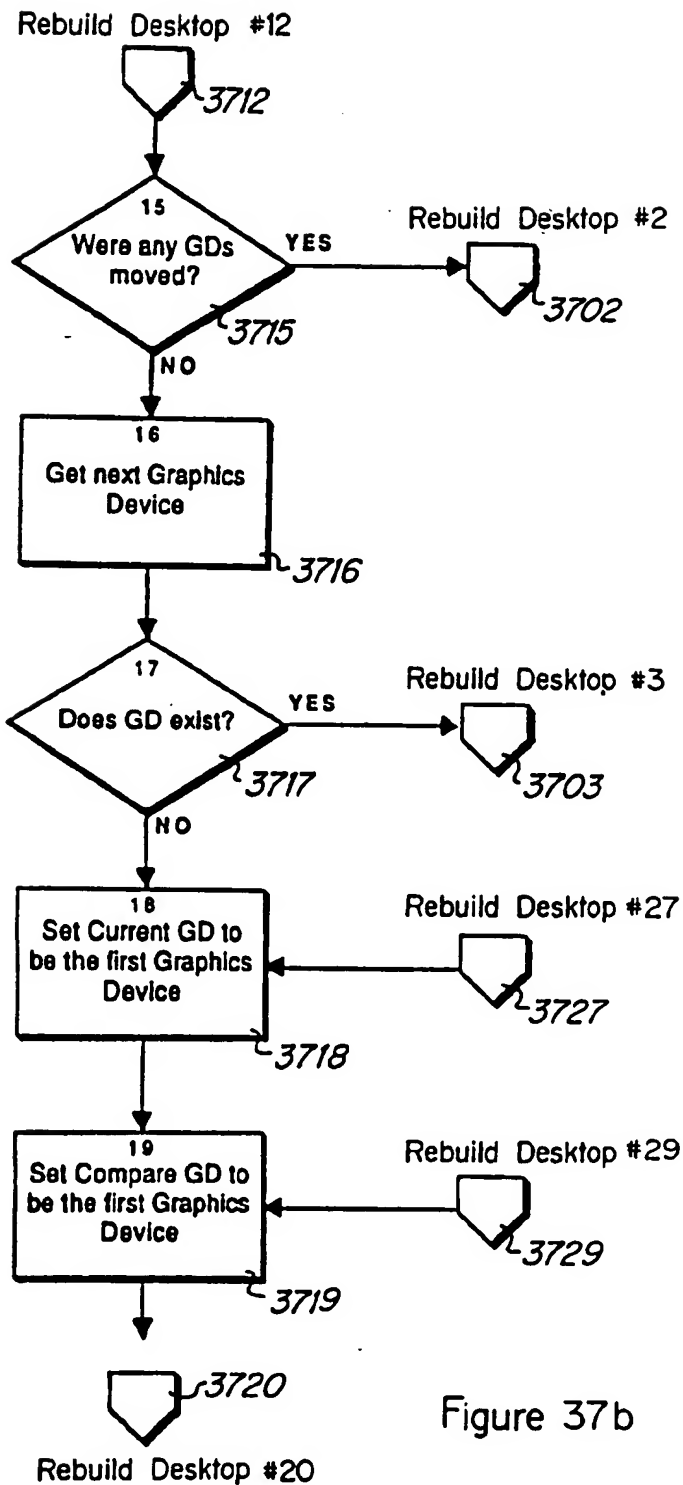 Rebuild Desktop #12
3712
15
Were any GDs
moved?
YES
3715
NO
Rebuild Desktop #2
3702
16
Get next Graphics
Device
3716
17
Does GD exist?
YES
3717
NO
Rebuild Desktop #3
3703
18
Set Current GD to
be the first Graphics
Device
3718
Rebuild Desktop #27
3727
19
Set Compare GD to
be the first Graphics
Device
3719
Rebuild Desktop #29
3729
3720
Rebuild Desktop #20
Figure 37b